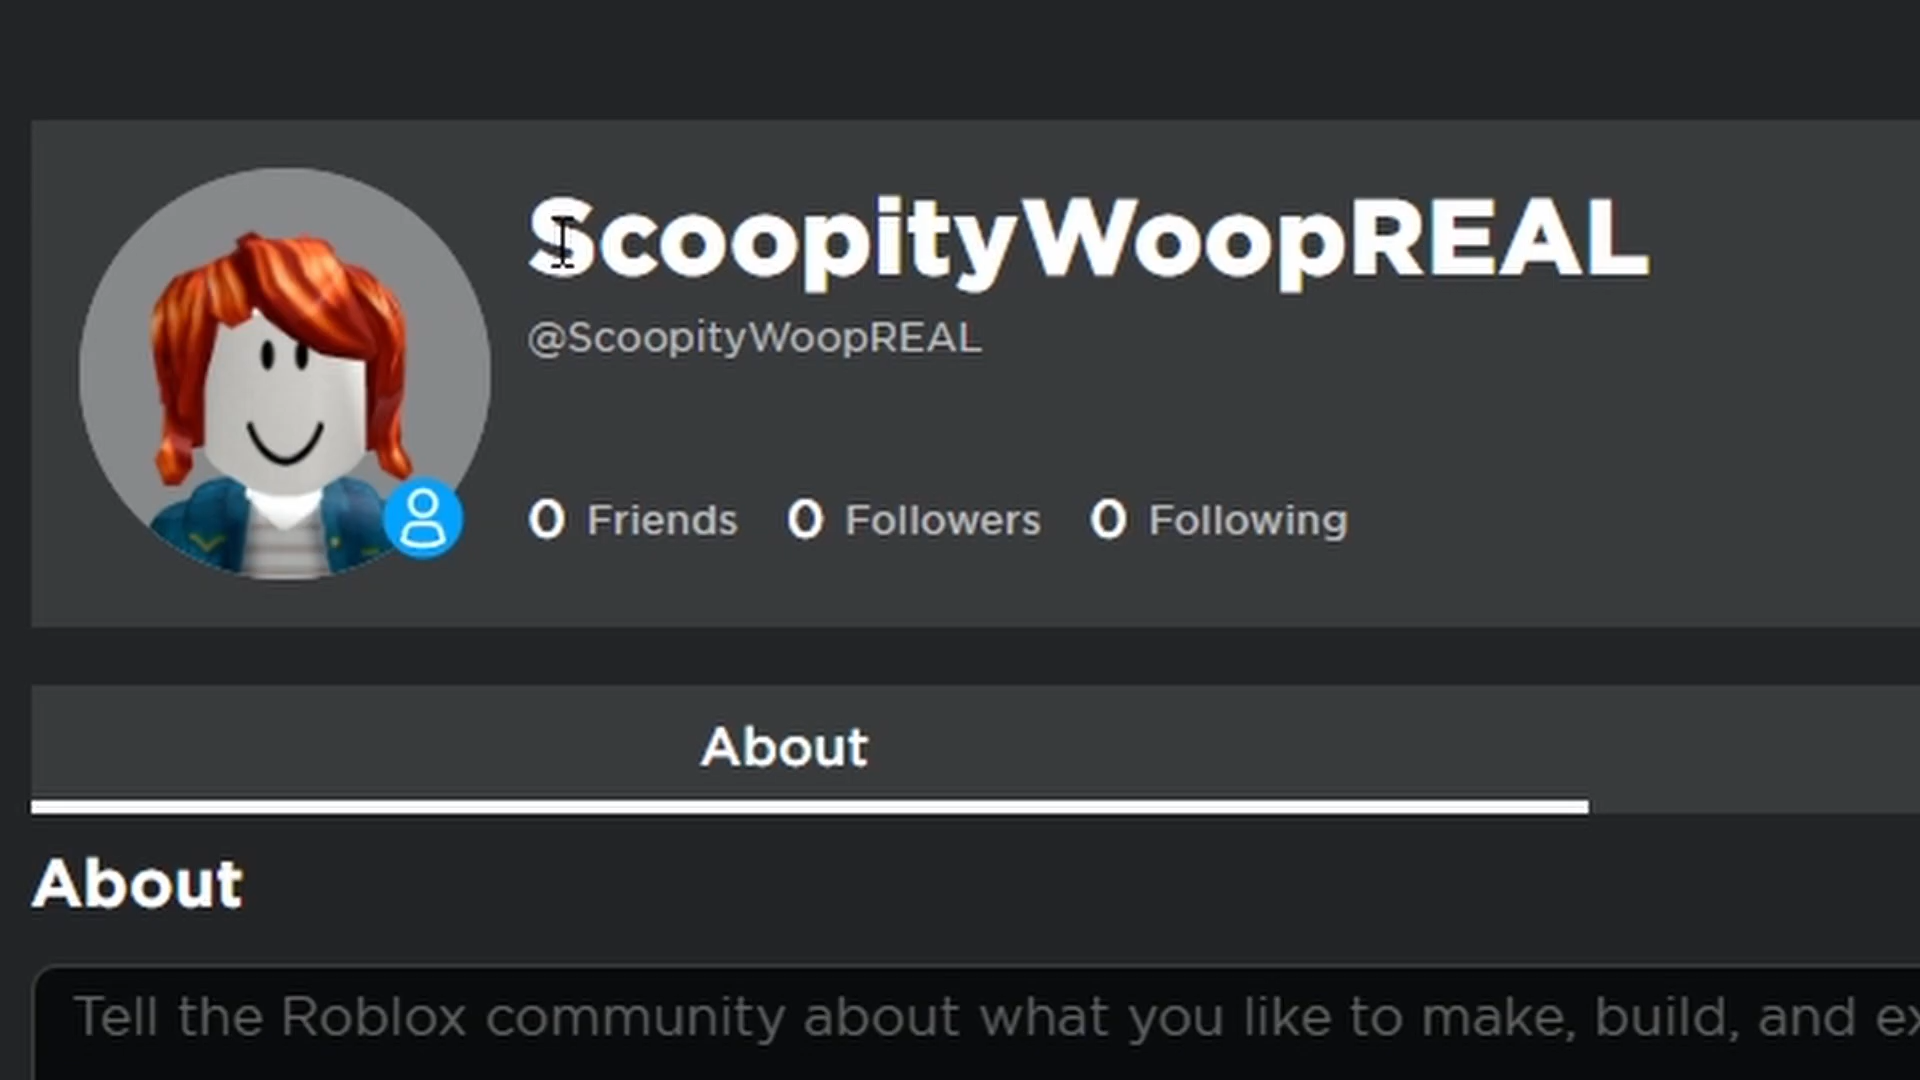 ScoopityWoopREAL
@ScoopityWoopREAL
0 Friends 0 Followers 0 Following
About
About
Tell the Roblox community about what you like to make, build, and